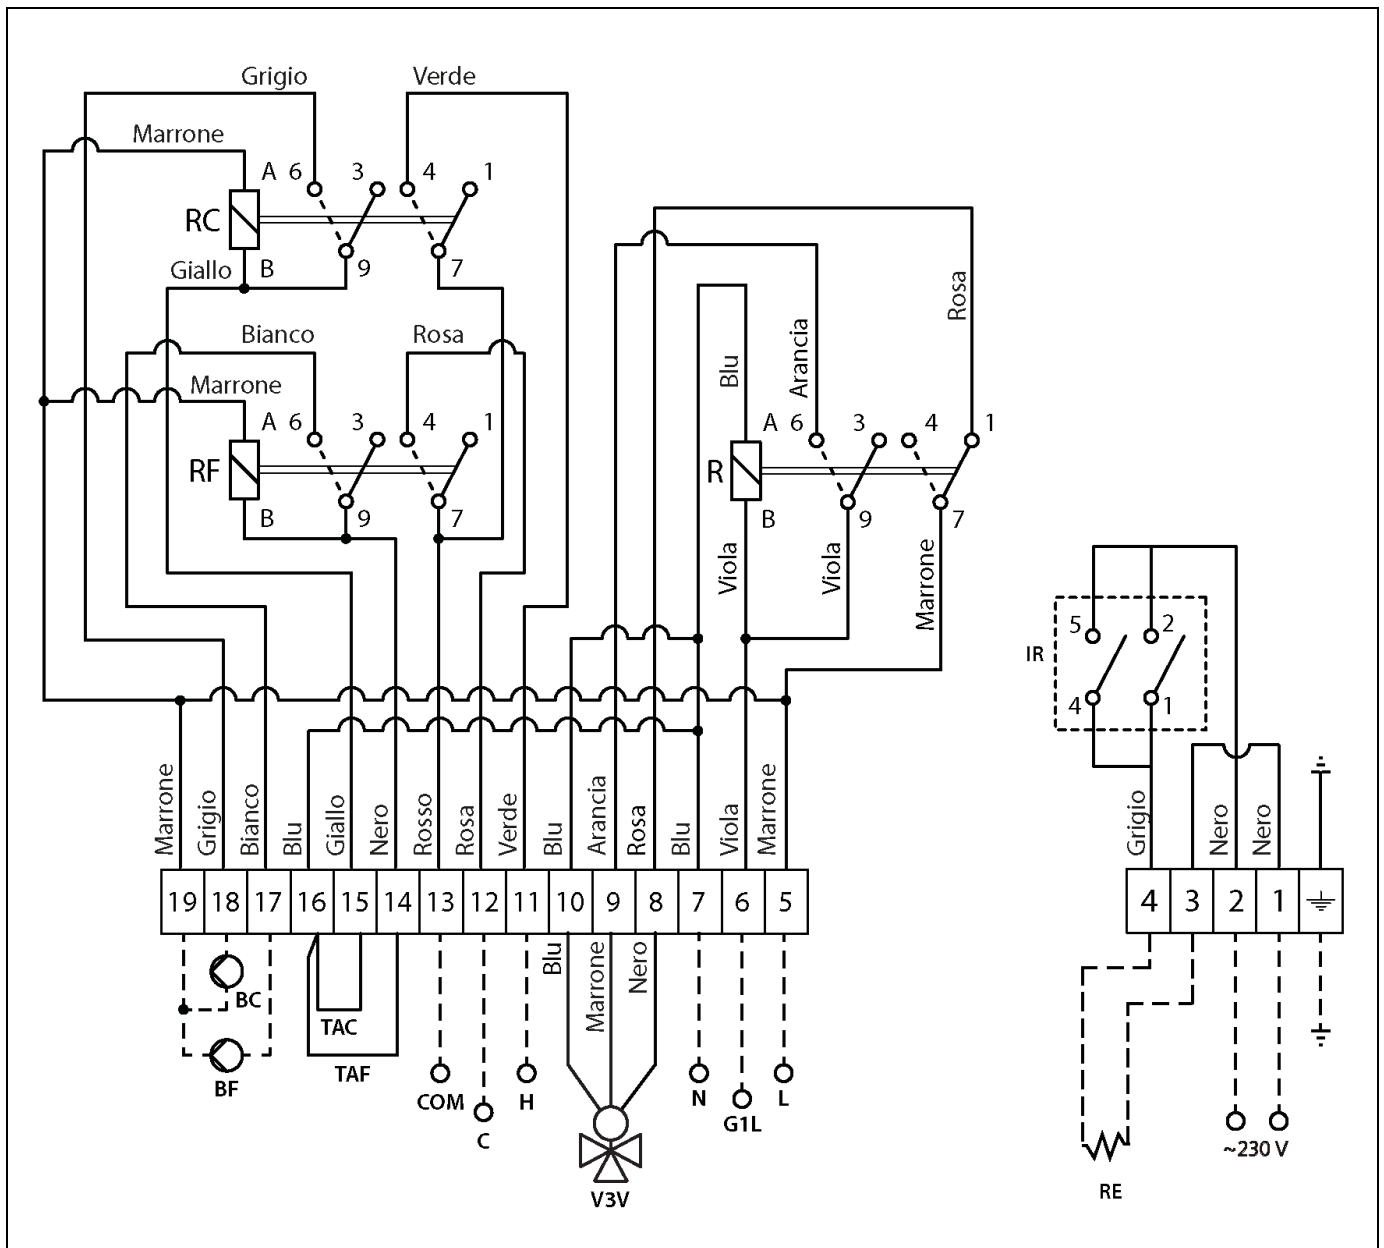 Grigio Verde
Marrone
A 6 3 4 1
RC
Giallo B 9 7
Bianco Rosa
Marrone
A 6 3 4 1
RF
B 9 7
Rosa
Arancia
Blu
A 6 3 4 1
R
B 9 7
Viola Viola Marrone
5 2
IR
4 1
Marrone Grigio Bianco Blu Giallo Nero Rosso Rosa Verde Blu Arancia Rosa Blu Viola Marrone
Grigio Nero Nero
19 18 17 16 15 14 13 12 11 10 9 8 7 6 5
4 3 2 1
Blu Marrone Nero
BC
TAC
BF TAF
COM H N L
C G1L
~230 V
V3V RE